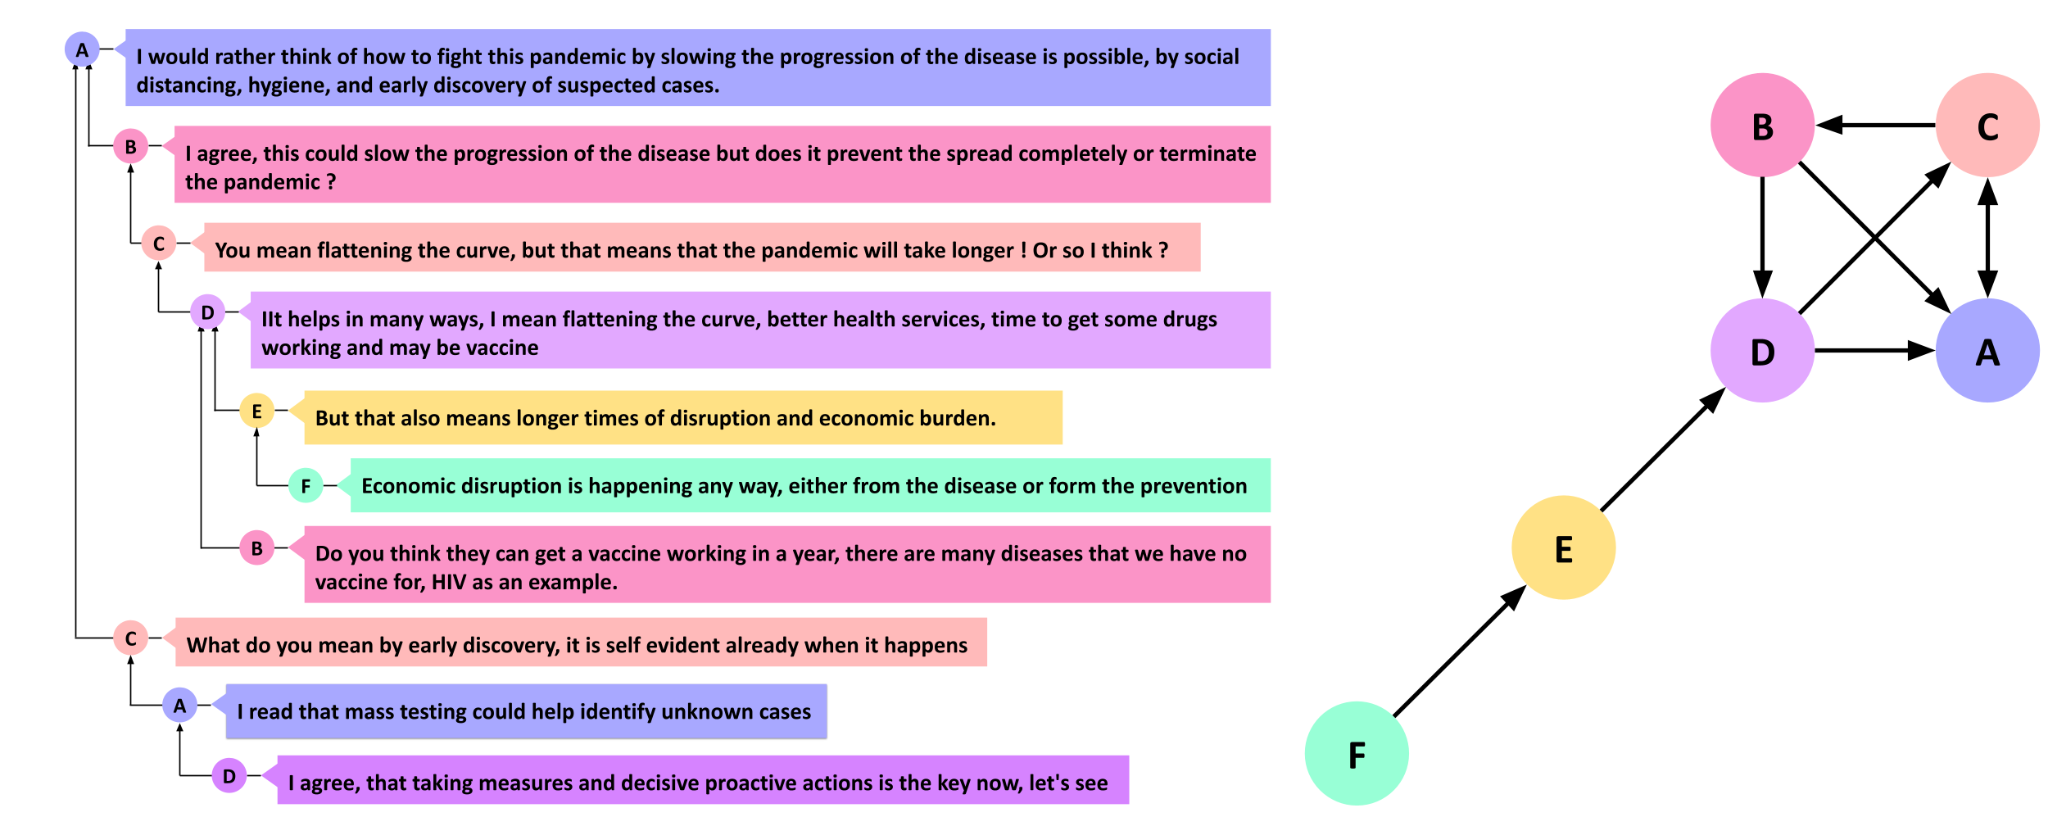 A
I would rather think of how to fight this pandemic by slowing the progression of the disease is possible, by social
distancing, hygiene, and early discovery of suspected cases.
B
I agree, this could slow the progression of the disease but does it prevent the spread completely or terminate
the pandemic ?
C
You mean flattening the curve, but that means that the pandemic will take longer ! Or so I think ?
D
IIt helps in many ways, I mean flattening the curve, better health services, time to get some drugs
working and may be vaccine
E
But that also means longer times of disruption and economic burden.
F
Economic disruption is happening any way, either from the disease or form the prevention
B
Do you think they can get a vaccine working in a year, there are many diseases that we have no
vaccine for, HIV as an example.
C
What do you mean by early discovery, it is self evident already when it happens
A
I read that mass testing could help identify unknown cases
D
I agree, that taking measures and decisive proactive actions is the key now, let's see
B
C
D
A
E
F